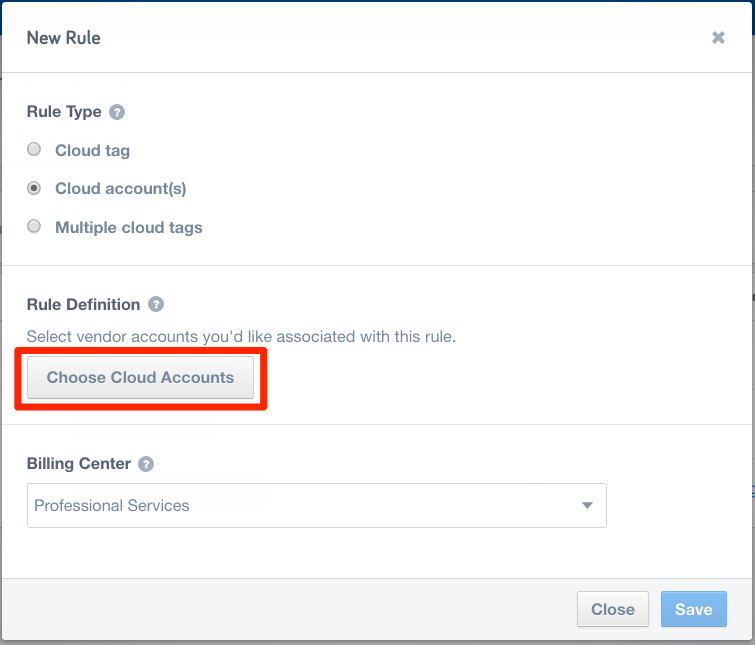 New Rule
Rule Type
Cloud tag
Cloud account(s)
Multiple cloud tags
Rule Definition
Select vendor accounts you'd like associated with this rule.
Choose Cloud Accounts
Billing Center
Professional Services
Close Save